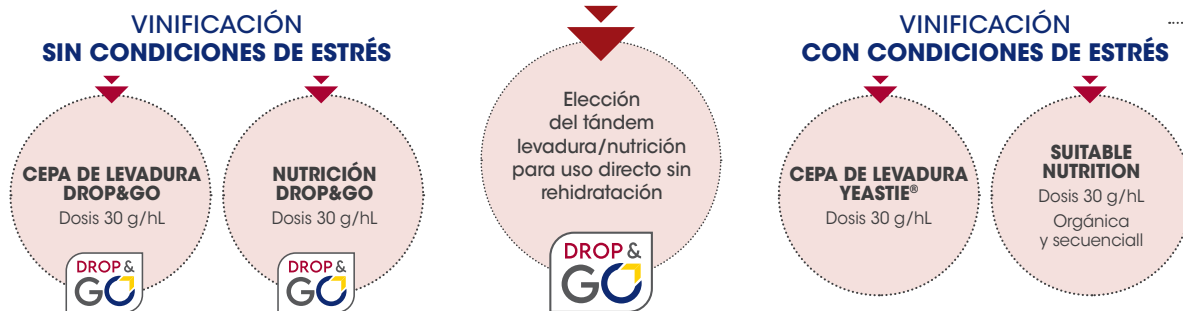 VINIFICACIÓN
SIN CONDICIONES DE ESTRÉS
CEPA DE LEVADURA
DROP&GO
Dosis 30 g/hL
DROP &
GO
NUTRICIÓN
DROP&GO
Dosis 30 g/hL
DROP &
GO
Elección
del tándem
levadura/nutrición
para uso directo sin
rehidratación
DROP &
GO
VINIFICACIÓN
CON CONDICIONES DE ESTRÉS
CEPA DE LEVADURA
YEASTIE®
Dosis 30 g/hL
SUITABLE
NUTRITION
Dosis 30 g/hL
Orgánica
y secuenciall